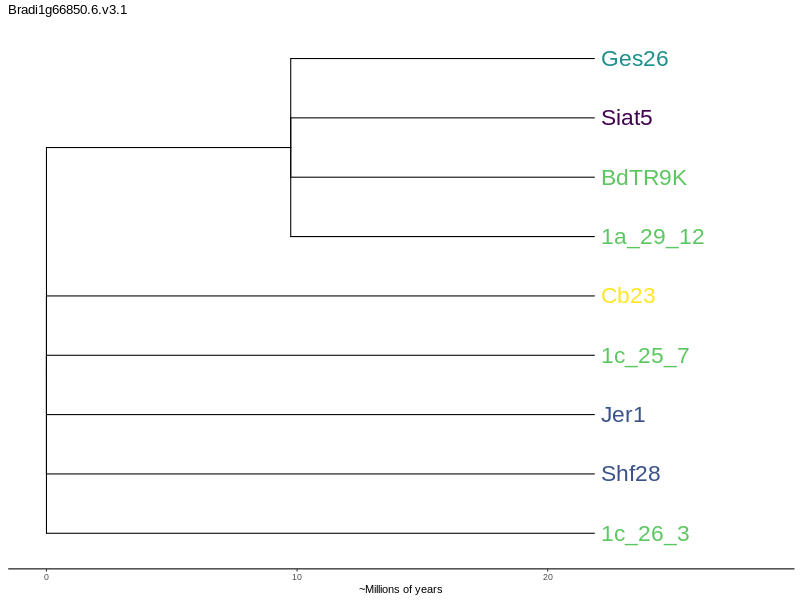 Bradi1g66850.6.v3.1
Ges26
Siat5
BdTR9K
1a_29_12
Cb23
1c_25_7
Jer1
Shf28
1c_26_3
0 10 20
~Millions of years